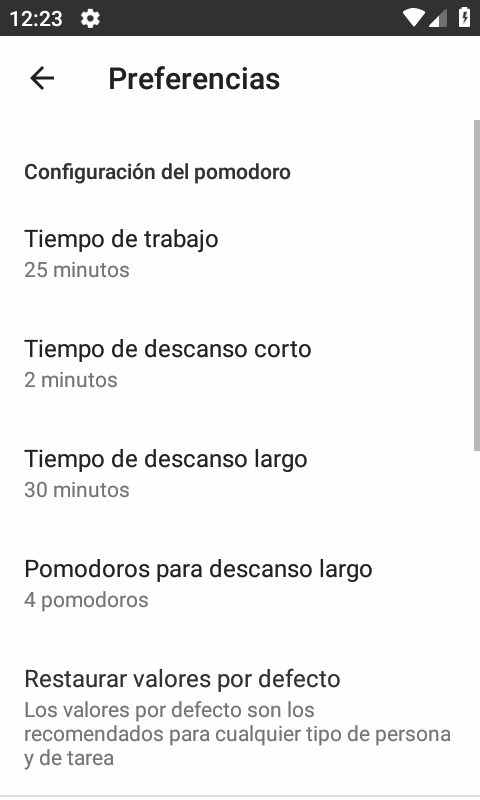 12:23
Preferencias
Configuración del pomodoro
Tiempo de trabajo
25 minutos
Tiempo de descanso corto
2 minutos
Tiempo de descanso largo
30 minutos
Pomodoros para descanso largo
4 pomodoros
Restaurar valores por defecto
Los valores por defecto son los
recomendados para cualquier tipo de persona
y de tarea